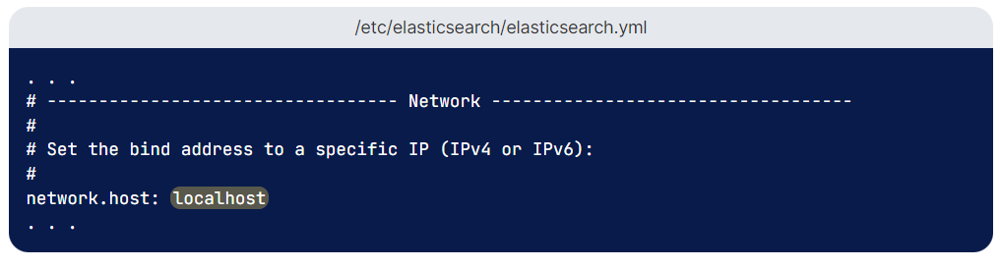 /etc/elasticsearch/elasticsearch.yml
. . .
# ---------------------------------- Network -----------------------------------
#
# Set the bind address to a specific IP (IPv4 or IPv6):
#
network.host: localhost
. . .